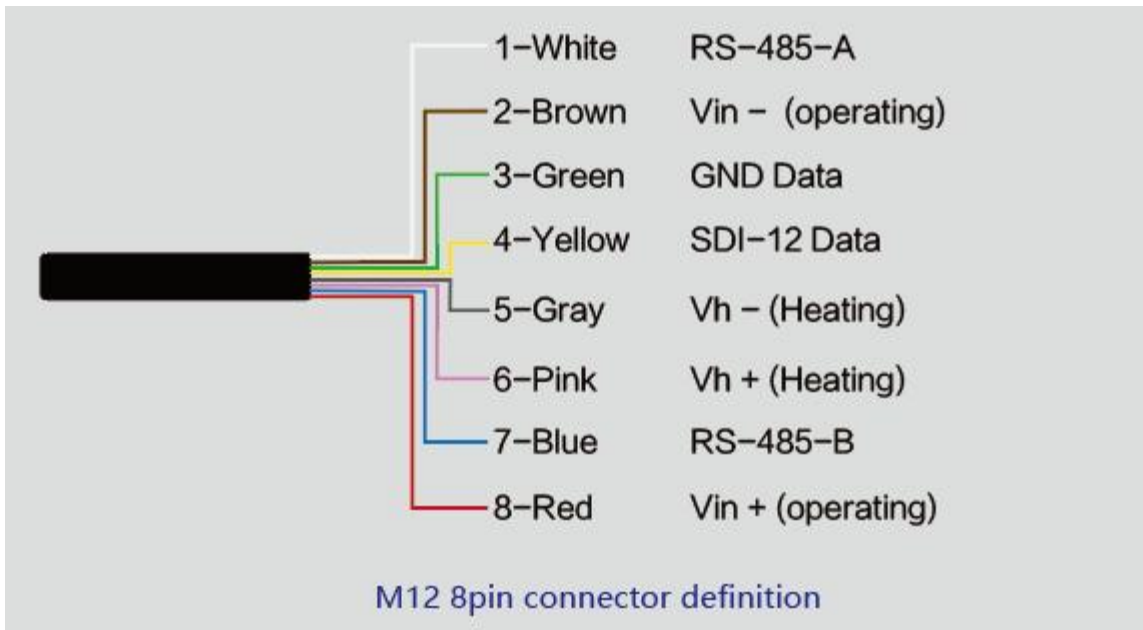 1-White RS-485-A
2-Brown Vin - (operating)
3-Green GND Data
4-Yellow SDI-12 Data
5-Gray Vh - (Heating)
6-Pink Vh + (Heating)
7-Blue RS-485-B
8-Red Vin + (operating)
M12 8pin connector definition